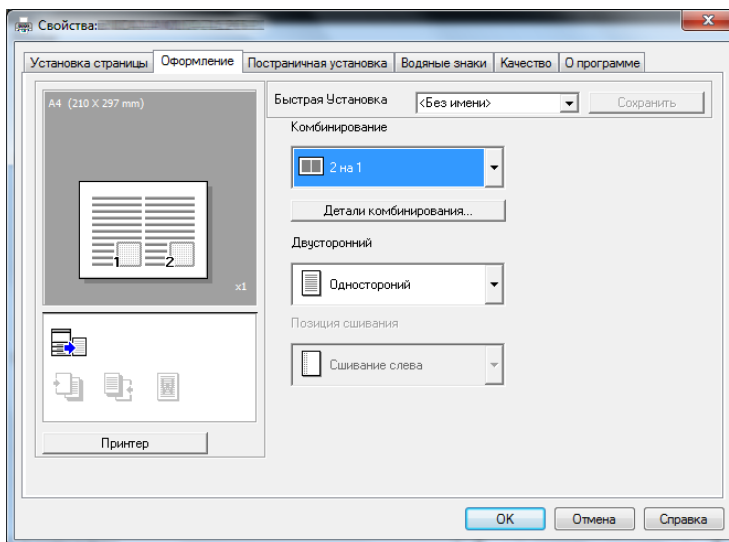 Свойства:
Установка страницы Оформление Постраничная установка Водяные знаки Качество О программе
A4 (210 X 297 mm)
1 2
x1
Принтер
Быстрая Установка <Без имени> Сохранить
Комбинирование
2 на 1
Детали комбинирования...
Двусторонний
Одностороний
Позиция сшивания
Сшивание слева
OK Отмена Справка